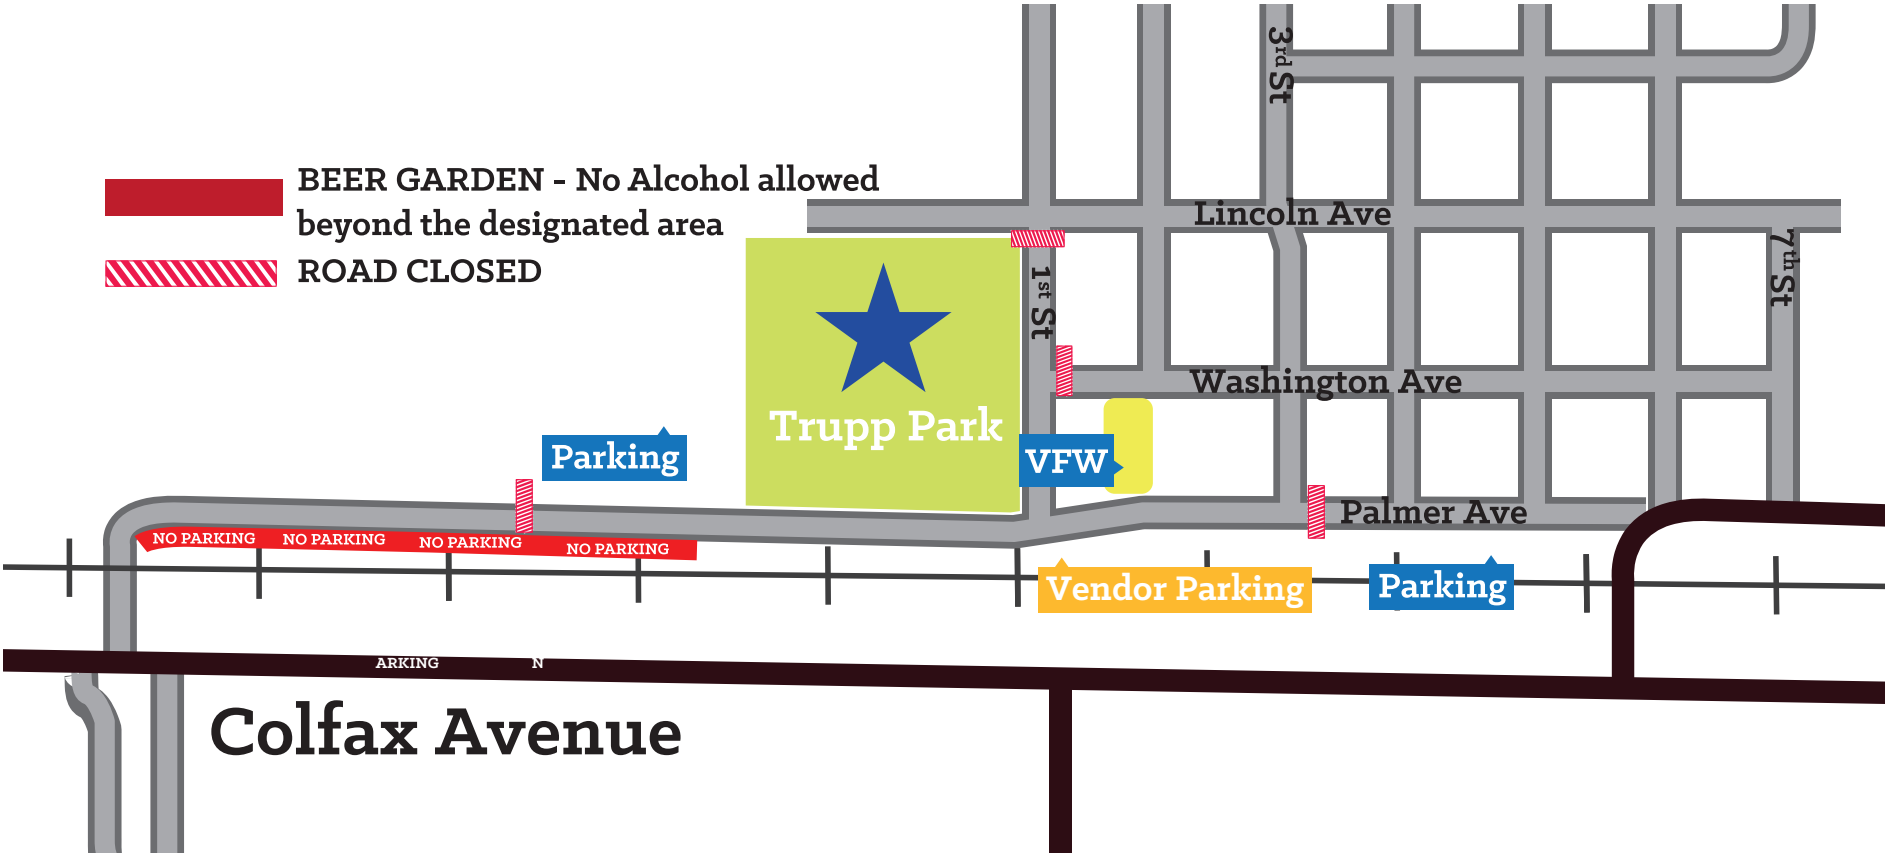 3rd St
BEER GARDEN - No Alcohol allowed
beyond the designated area
Lincoln Ave
ROAD CLOSED
1st St
7th St
Washington Ave
Trupp Park
Parking
VFW
Palmer Ave
NO PARKING NO PARKING NO PARKING NO PARKING
Vendor Parking
Parking
ARKING N
Colfax Avenue